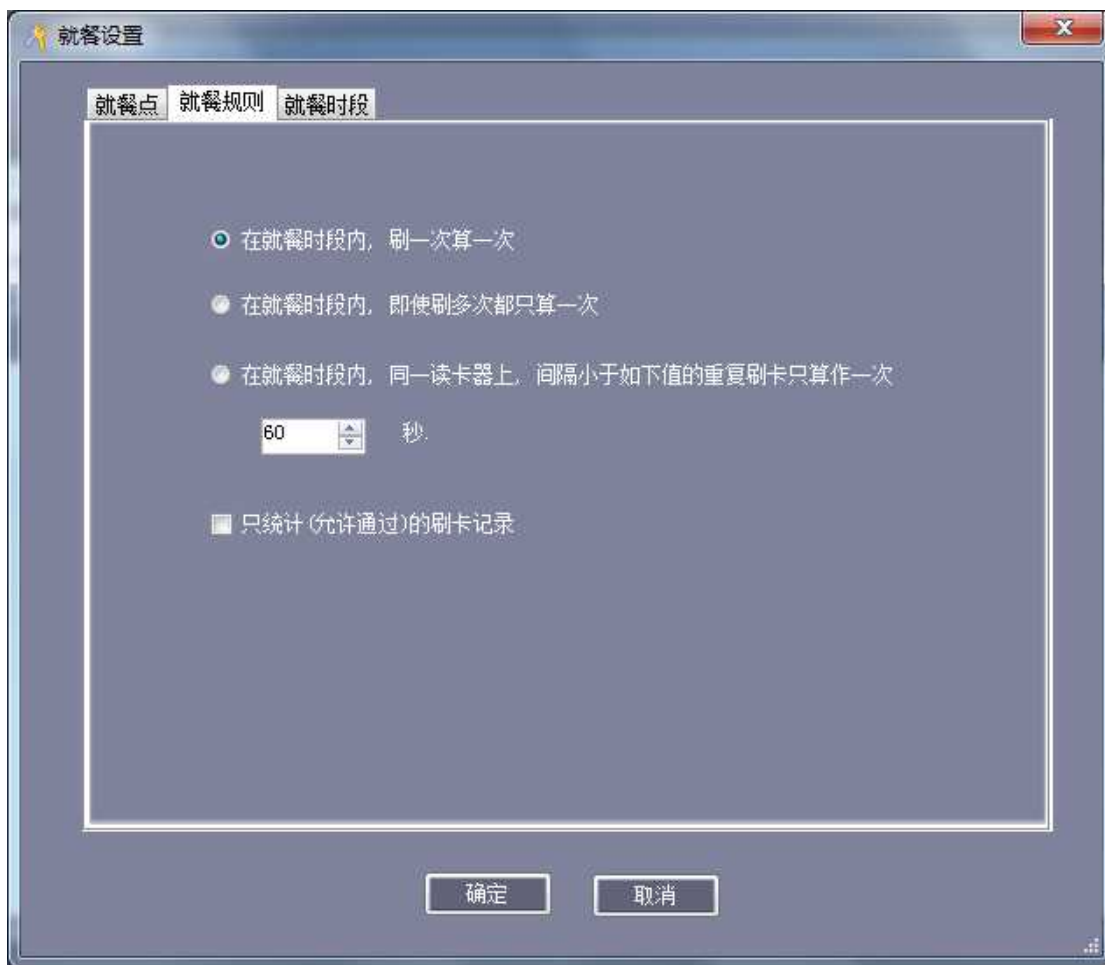 就餐设置
就餐点 就餐规则 就餐时段
在就餐时段内, 刷一次算一次
在就餐时段内, 即使刷多次都只算一次
在就餐时段内, 同一读卡器上, 间隔小于如下值的重复刷卡只算作一次
60 秒.
只统计(允许通过)的刷卡记录
确定 取消